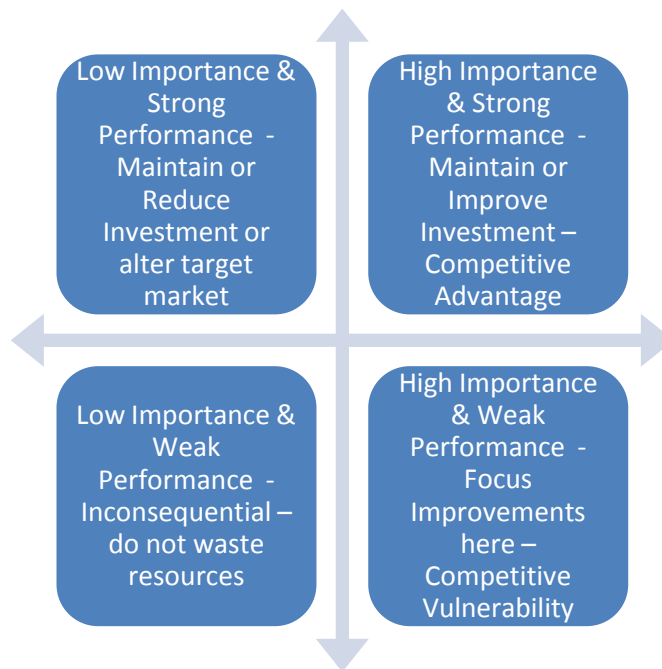 Low Importance &
Strong
Performance -
Maintain or
Reduce
Investment or
alter target
market
High Importance
& Strong
Performance -
Maintain or
Improve
Investment –
Competitive
Advantage
Low Importance &
Weak
Performance -
Inconsequential –
do not waste
resources
High Importance
& Weak
Performance -
Focus
Improvements
here –
Competitive
Vulnerability